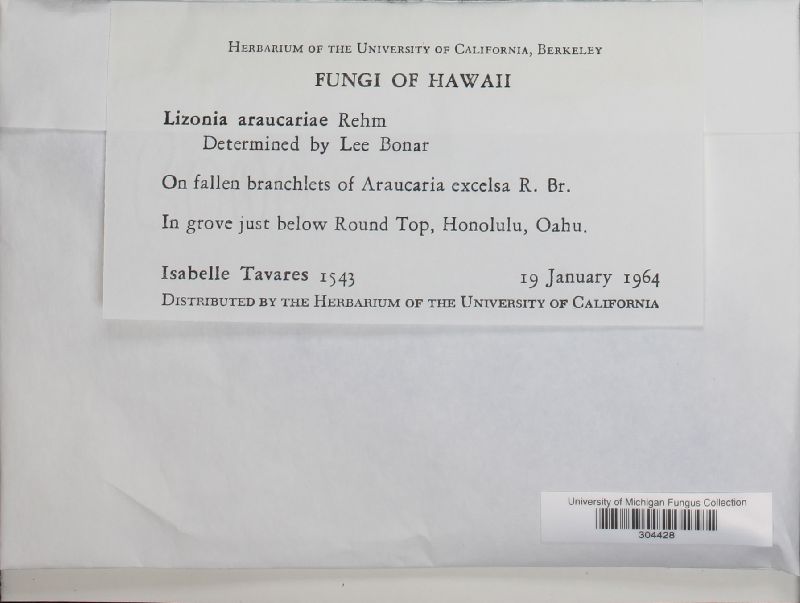 HERBARIUM OF THE UNIVERSITY OF CALIFORNIA, BERKELEY
FUNGI OF HAWAII
Lizonia araucariae Rehm
Determined by Lee Bonar
On fallen branchlets of Araucaria excelsa R. Br.
In grove just below Round Top, Honolulu, Oahu.
Isabelle Tavares 1543 19 January 1964
DISTRIBUTED BY THE HERBARIUM OF THE UNIVERSITY OF CALIFORNIA
University of Michigan Fungus Collection
304428